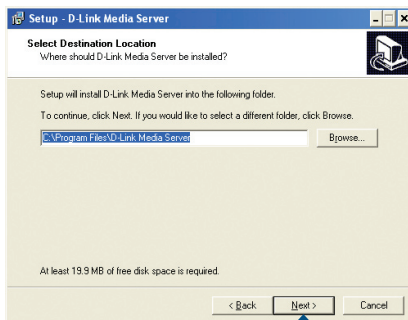 Setup - D-Link Media Server
Select Destination Location
Where should D-Link Media Server be installed?
Setup will install D-Link Media Server into the following folder.
To continue, click Next. If you would like to select a different folder, click Browse.
C:\Program Files\D-Link Media Server
Browse...
At least 19.9 MB of free disk space is required.
< Back
Next >
Cancel